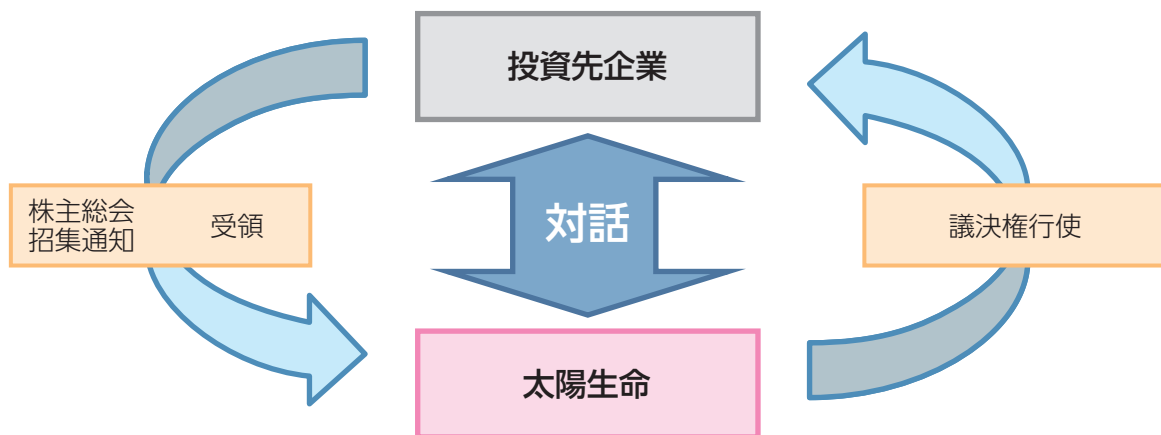 投資先企業
対話
株主総会
招集通知
受領
議決権行使
太陽生命